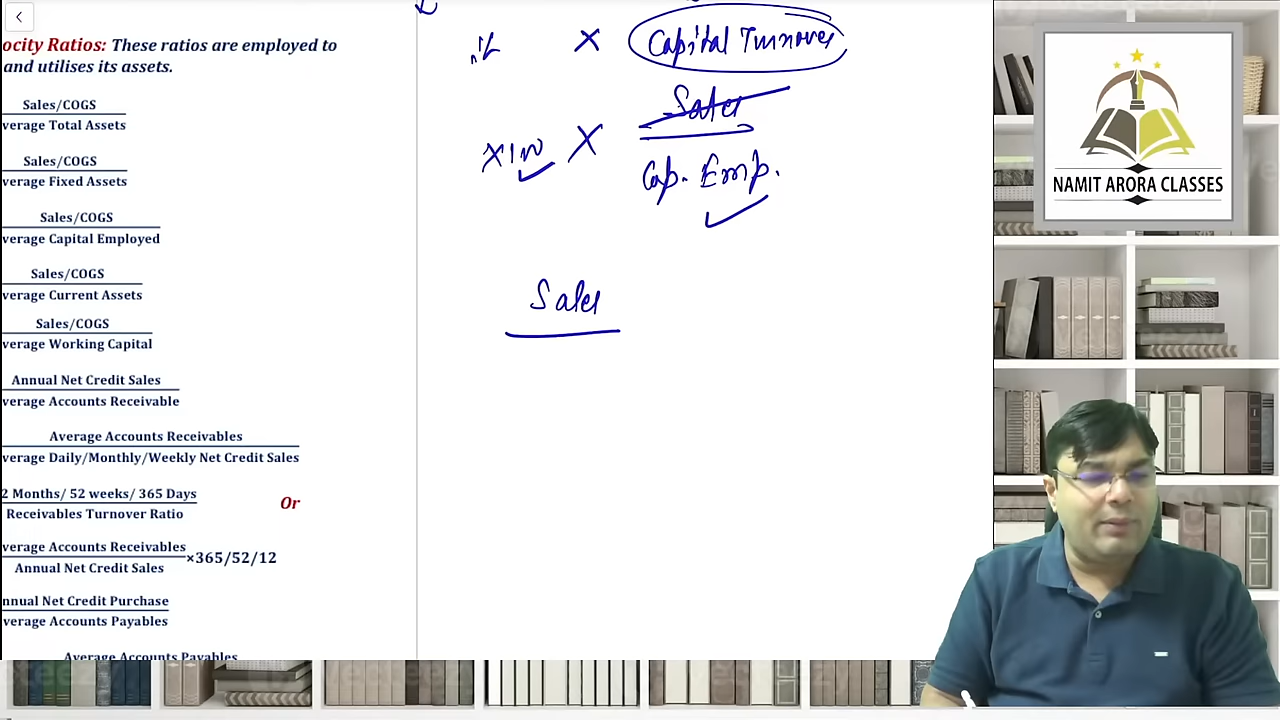 ocity Ratios: These ratios are employed to
and utilises its assets.
Sales/COGS
verage Total Assets
Sales/COGS
verage Fixed Assets
Sales/COGS
verage Capital Employed
Sales/COGS
verage Current Assets
Sales/COGS
verage Working Capital
Annual Net Credit Sales
verage Accounts Receivable
Average Accounts Receivables
verage Daily/Monthly/Weekly Net Credit Sales
2 Months/ 52 weeks/ 365 Days
Or
Receivables Turnover Ratio
verage Accounts Receivables
×365/52/12
Annual Net Credit Sales
nnual Net Credit Purchase
verage Accounts Payables
Average Accounts Payables
× Capital Turnover
Sales
×100 ×
Cap. Emp.
Sales
NAMIT ARORA CLASSES